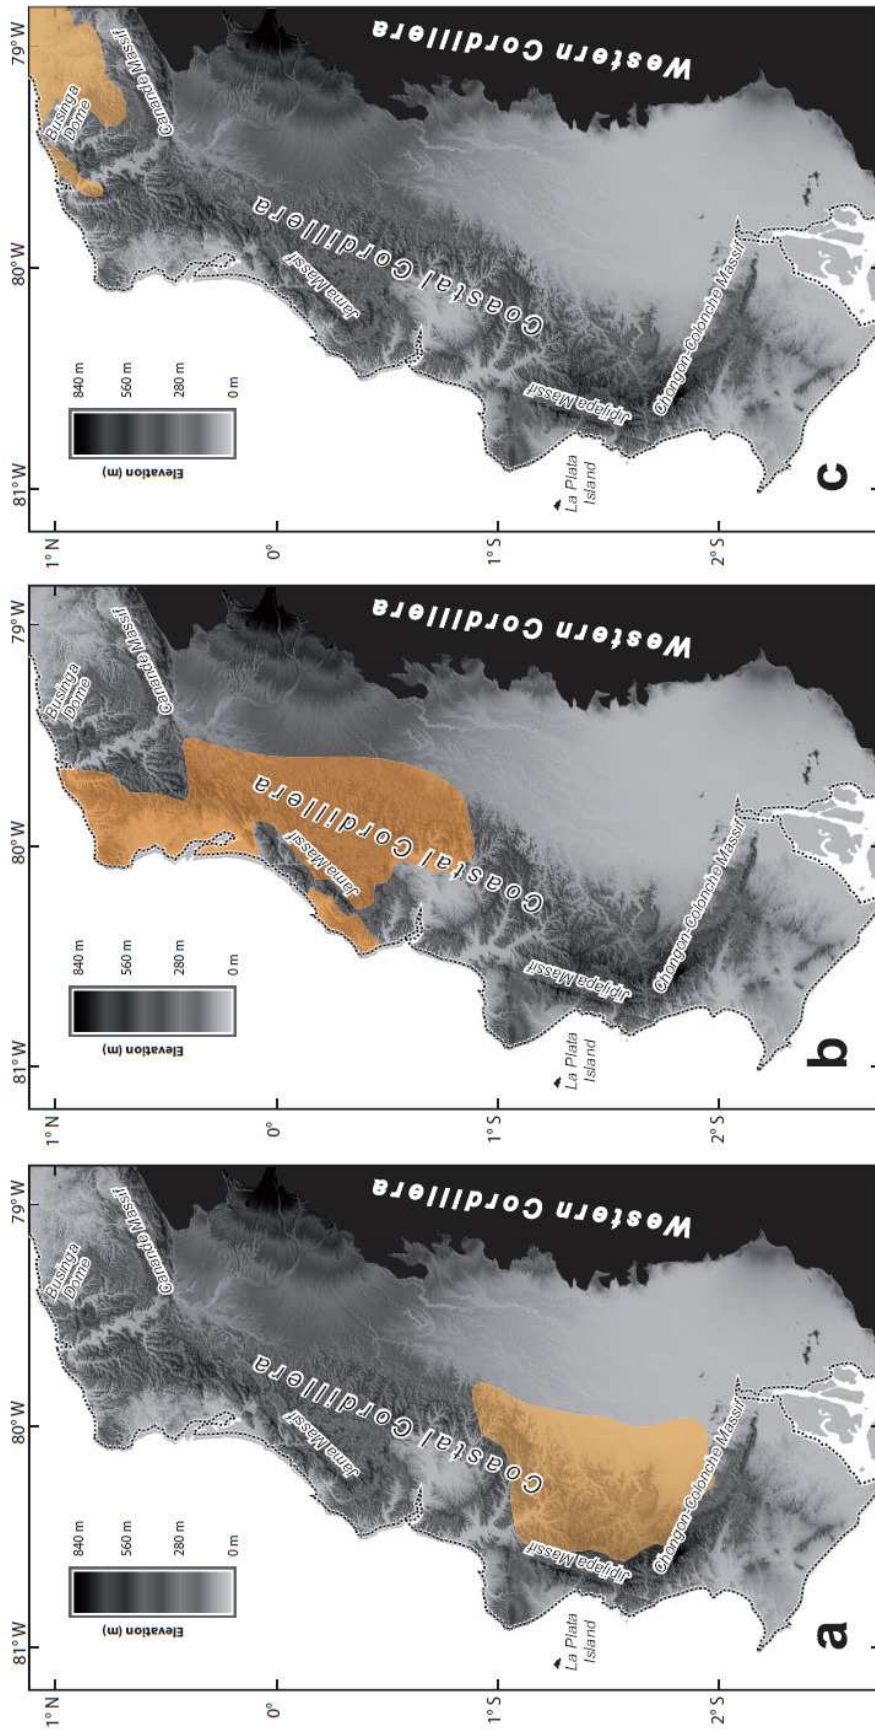 81°W
80°W
79°W
1° N
0°
1° S
2° S
Elevation (m)
840 m
560 m
280 m
0 m
Businga
Dome
Canande Massif
Jama Massif
Coastal Cordillera
Western Cordillera
Jipijapa Massif
Chongon-Colonche Massif
La Plata
Island
a
81°W
80°W
79°W
1° N
0°
1° S
2° S
Elevation (m)
840 m
560 m
280 m
0 m
Businga
Dome
Canande Massif
Jama Massif
Coastal Cordillera
Western Cordillera
Jipijapa Massif
Chongon-Colonche Massif
La Plata
Island
b
81°W
80°W
79°W
1° N
0°
1° S
2° S
Elevation (m)
840 m
560 m
280 m
0 m
Businga
Dome
Canande Massif
Jama Massif
Coastal Cordillera
Western Cordillera
Jipijapa Massif
Chongon-Colonche Massif
La Plata
Island
c